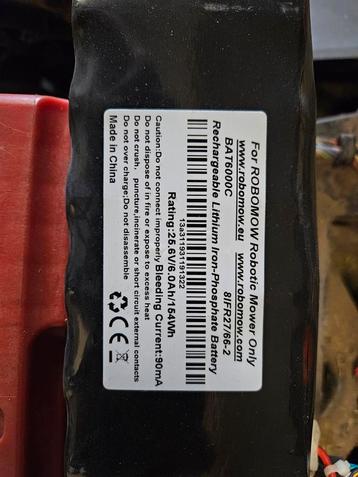 For ROBOMOW Robotic Mower Only
www.robomow.eu www.robomow.com
BAT6000C 8IFR27/66-2
Rechargeable Lithium Iron-Phosphate Battery
13a311931191322
Rating:25.6V/6.0Ah/154Wh
Caution:Do not connect improperly Bleeding Current:90mA
Do not dispose of in fire or expose to excess heat
Do not crush, puncture,incinerate or short circuit external contacts
Do not over charge;Do not disassemble
Made in China
CE